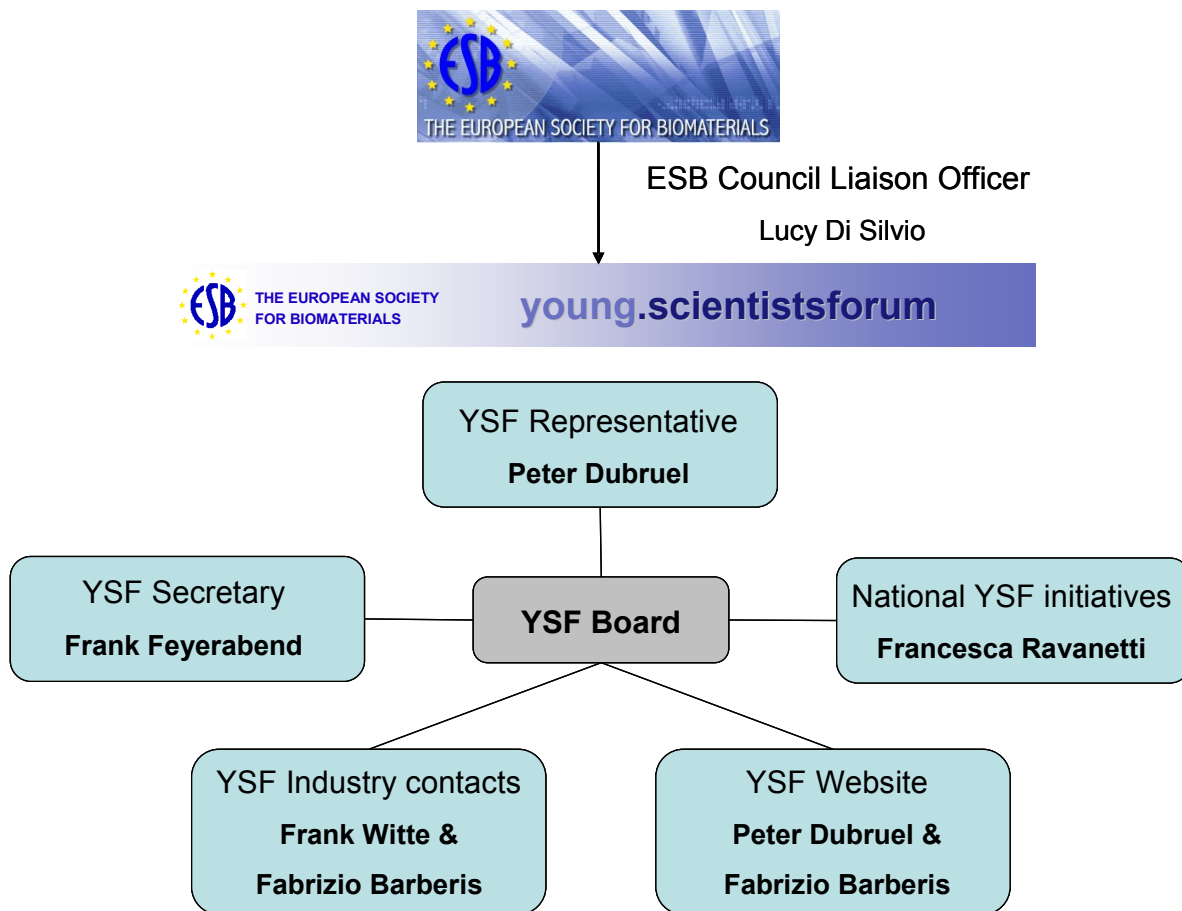 ESB
THE EUROPEAN SOCIETY FOR BIOMATERIALS
ESB Council Liaison Officer
Lucy Di Silvio
ESB
THE EUROPEAN SOCIETY
FOR BIOMATERIALS
young.scientistsforum
YSF Representative
Peter Dubruel
YSF Secretary
Frank Feyerabend
YSF Board
National YSF initiatives
Francesca Ravanetti
YSF Industry contacts
Frank Witte &
Fabrizio Barberis
YSF Website
Peter Dubruel &
Fabrizio Barberis